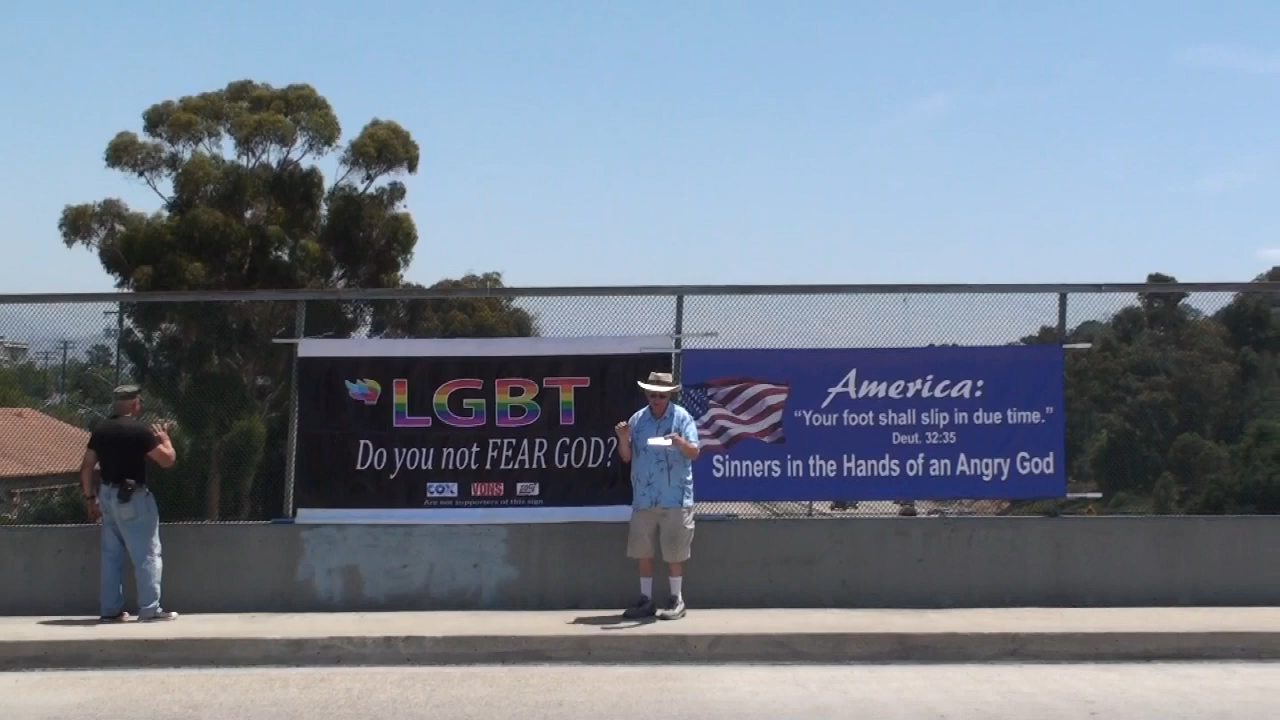 LGBT
Do you not FEAR GOD?
COX VONS
Are not supporters of this sign
America:
"Your foot shall slip in due time."
Deut. 32:35
Sinners in the Hands of an Angry God